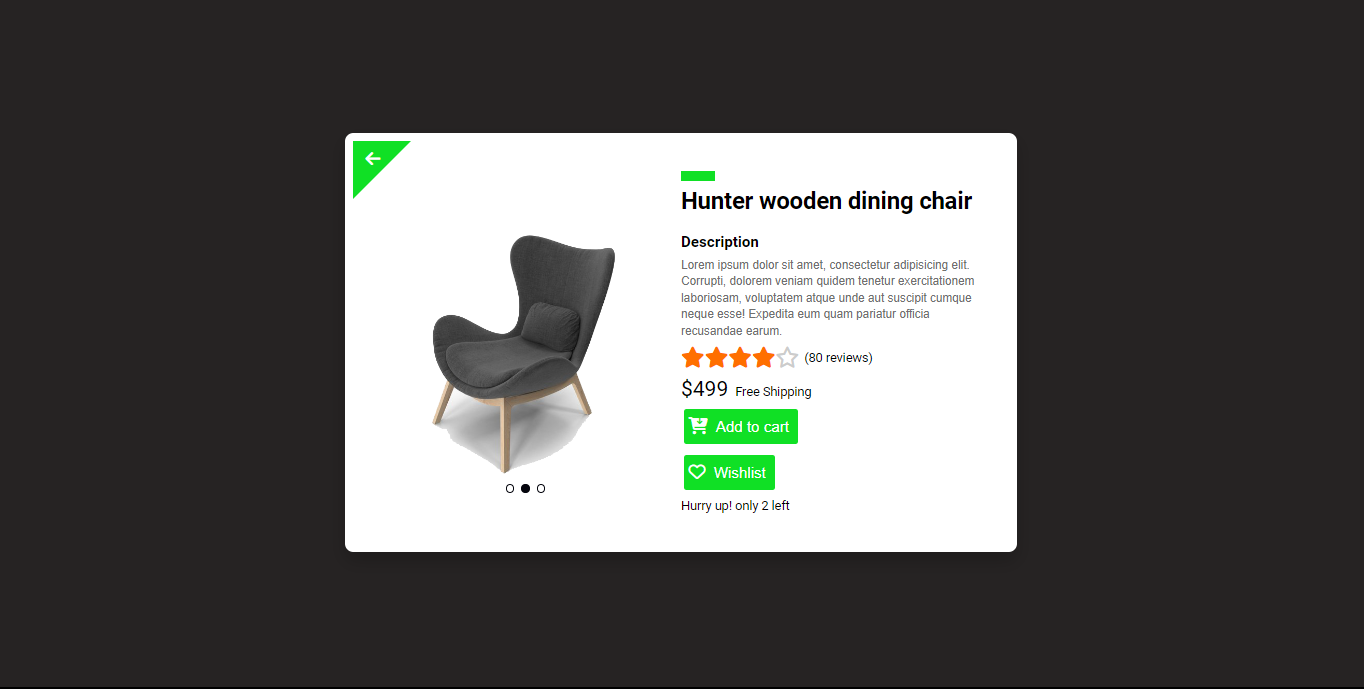 Hunter wooden dining chair
Description
Lorem ipsum dolor sit amet, consectetur adipisicing elit.
Corrupti, dolorem veniam quidem tenetur exercitationem
laboriosam, voluptatem atque unde aut suscipit cumque
neque esse! Expedita eum quam pariatur officia
recusandae earum.
(80 reviews)
$499 Free Shipping
Add to cart
Wishlist
Hurry up! only 2 left